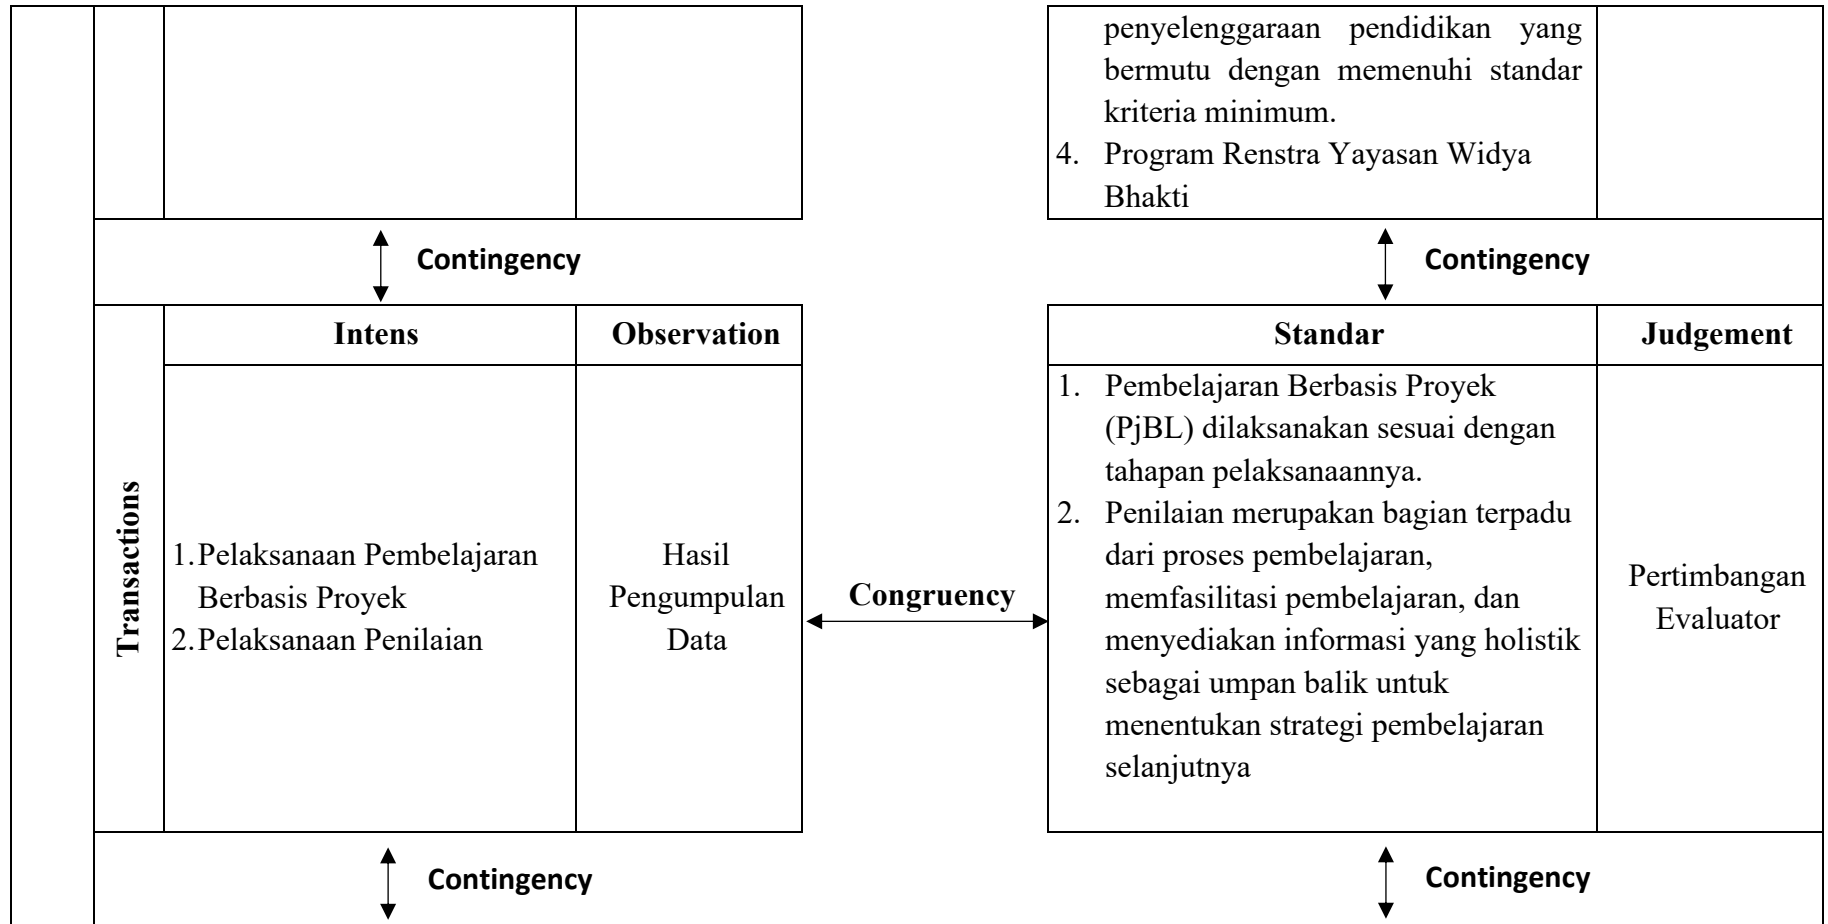 penyelenggaraan pendidikan yang
bermutu dengan memenuhi standar
kriteria minimum.
4. Program Renstra Yayasan Widya
Bhakti
Contingency
Contingency
Transactions
Intens
Observation
1. Pelaksanaan Pembelajaran
Berbasis Proyek
2. Pelaksanaan Penilaian
Hasil
Pengumpulan
Data
Congruency
Standar
Judgement
1. Pembelajaran Berbasis Proyek
(PjBL) dilaksanakan sesuai dengan
tahapan pelaksanaannya.
2. Penilaian merupakan bagian terpadu
dari proses pembelajaran,
memfasilitasi pembelajaran, dan
menyediakan informasi yang holistik
sebagai umpan balik untuk
menentukan strategi pembelajaran
selanjutnya
Pertimbangan
Evaluator
Contingency
Contingency